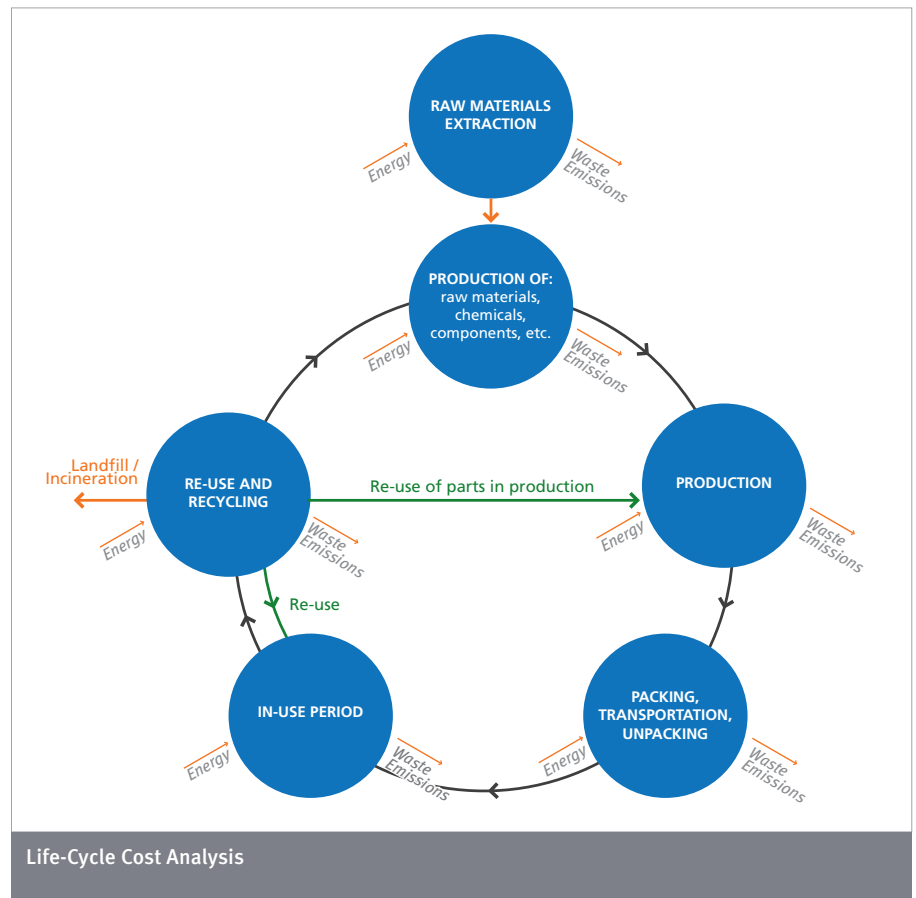 RAW MATERIALS
EXTRACTION
Energy
Waste
Emissions
PRODUCTION OF:
raw materials,
chemicals,
components, etc.
Energy
Waste
Emissions
Landfill /
Incineration
RE-USE AND
RECYCLING
Re-use of parts in production
PRODUCTION
Energy
Waste
Emissions
Energy
Waste
Emissions
Re-use
IN-USE PERIOD
PACKING,
TRANSPORTATION,
UNPACKING
Energy
Waste
Emissions
Energy
Waste
Emissions
Life-Cycle Cost Analysis